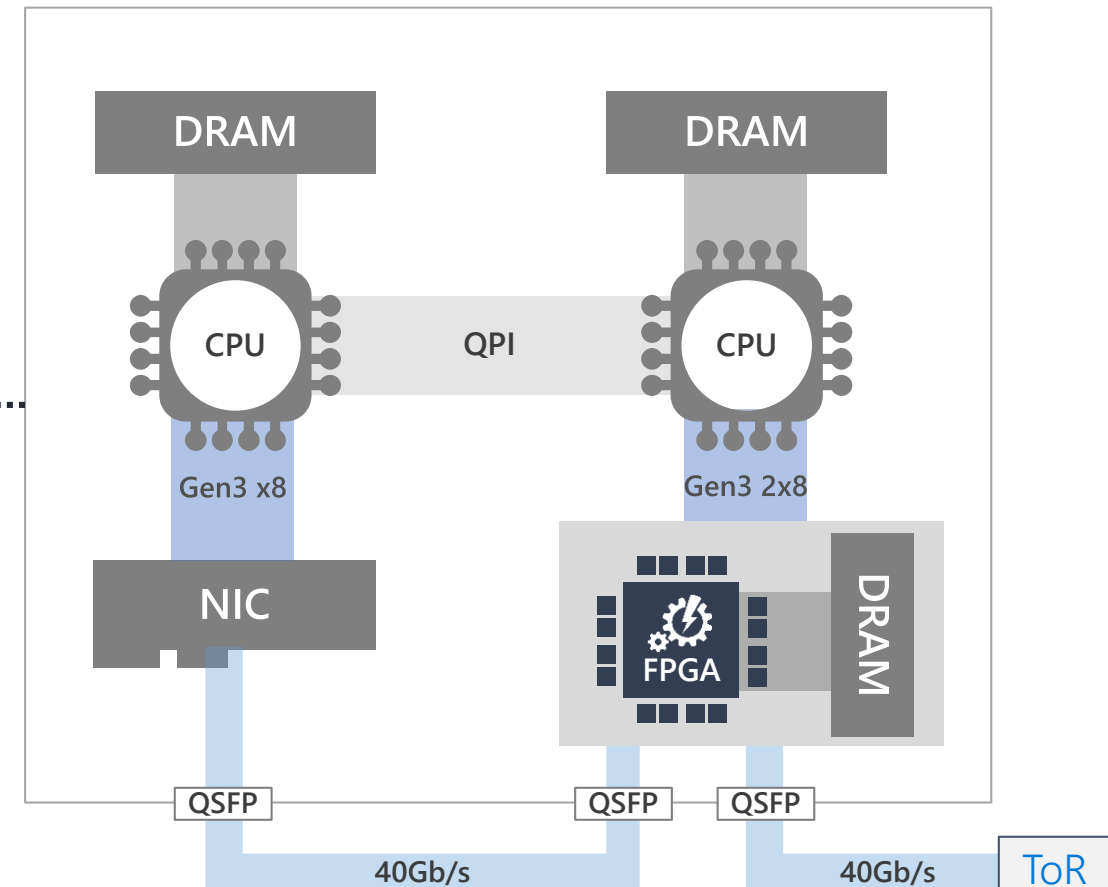 DRAM
DRAM
CPU
QPI
CPU
Gen3 x8
Gen3 2x8
NIC
FPGA
DRAM
QSFP
QSFP
QSFP
40Gb/s
40Gb/s
ToR